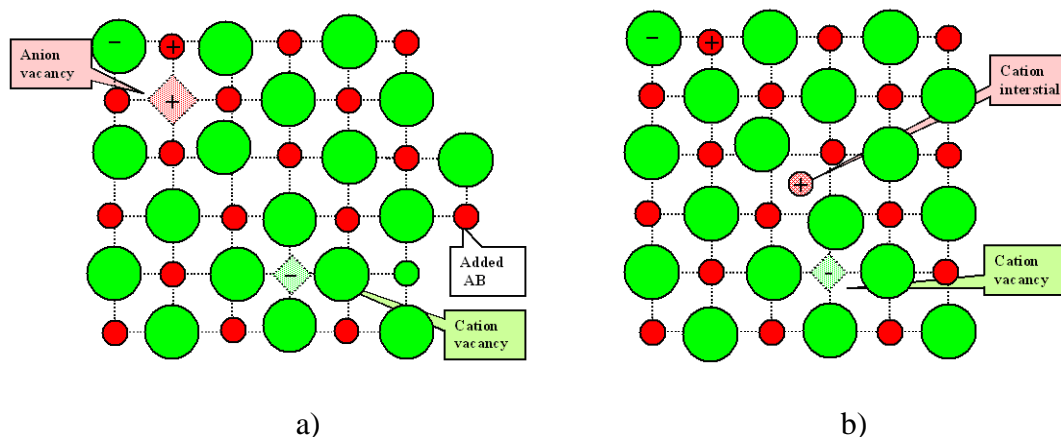 Anion
vacancy
Added
AB
Cation
vacancy
a)
Cation
interstial
Cation
vacancy
b)